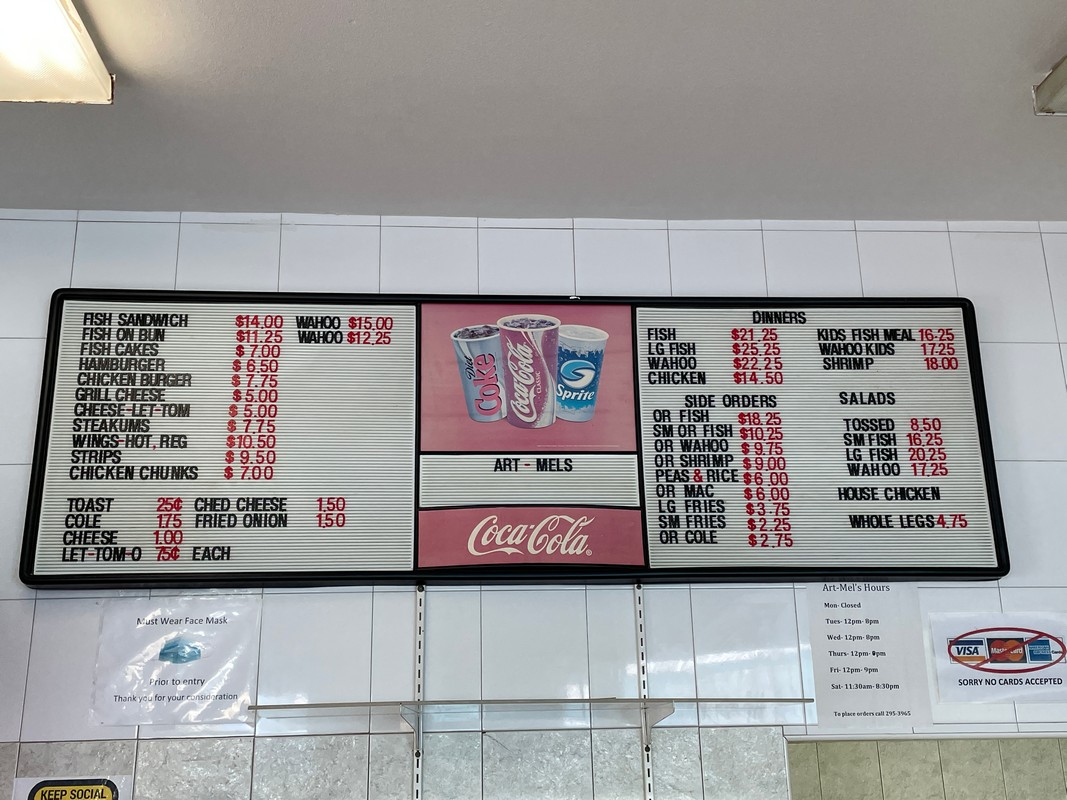 FISH SANDWICH $14.00 WAHOO $15.00
FISH ON BUN $11.25 WAHOO $12.25
FISH CAKES $ 7.00
HAMBURGER $ 6.50
CHICKEN BURGER $ 7.75
GRILL CHEESE $ 5.00
CHEESE-LET-TOM $ 5.00
STEAKUMS $ 7.75
WINGS-HOT, REG $10.50
STRIPS $ 9.50
CHICKEN CHUNKS $ 7.00
TOAST 25¢ CHED CHEESE 1.50
COLE 1.75 FRIED ONION 1.50
CHEESE 1.00
LET-TOM-O 75¢ EACH
Diet Coke
Coca-Cola
CLASSIC
Sprite
ART - MELS
Coca-Cola
DINNERS
FISH $21.25
LG FISH $25.25
WAHOO $22.25
CHICKEN $14.50
KIDS FISH MEAL 16.25
WAHOO KIDS 17.25
SHRIMP 18.00
SIDE ORDERS
OR FISH $18.25
SM OR FISH $10.25
OR WAHOO $ 9.75
OR SHRIMP $ 9.00
PEAS & RICE $ 6.00
OR MAC $ 6.00
LG FRIES $ 3.75
SM FRIES $ 2.25
OR COLE $ 2.75
SALADS
TOSSED 8.50
SM FISH 16.25
LG FISH 20.25
WAHOO 17.25
HOUSE CHICKEN
WHOLE LEGS 4.75
Must Wear Face Mask
Prior to entry
Thank you for your consideration
KEEP SOCIAL
Art-Mel's Hours
Mon- Closed
Tues- 12pm- 8pm
Wed- 12pm- 8pm
Thurs- 12pm-
Fri- 12pm- 9pm
Sat- 11:30am- 8:30pm
To place orders call 295-3965
VISA
MasterCard
SORRY NO CARDS ACCEPTED